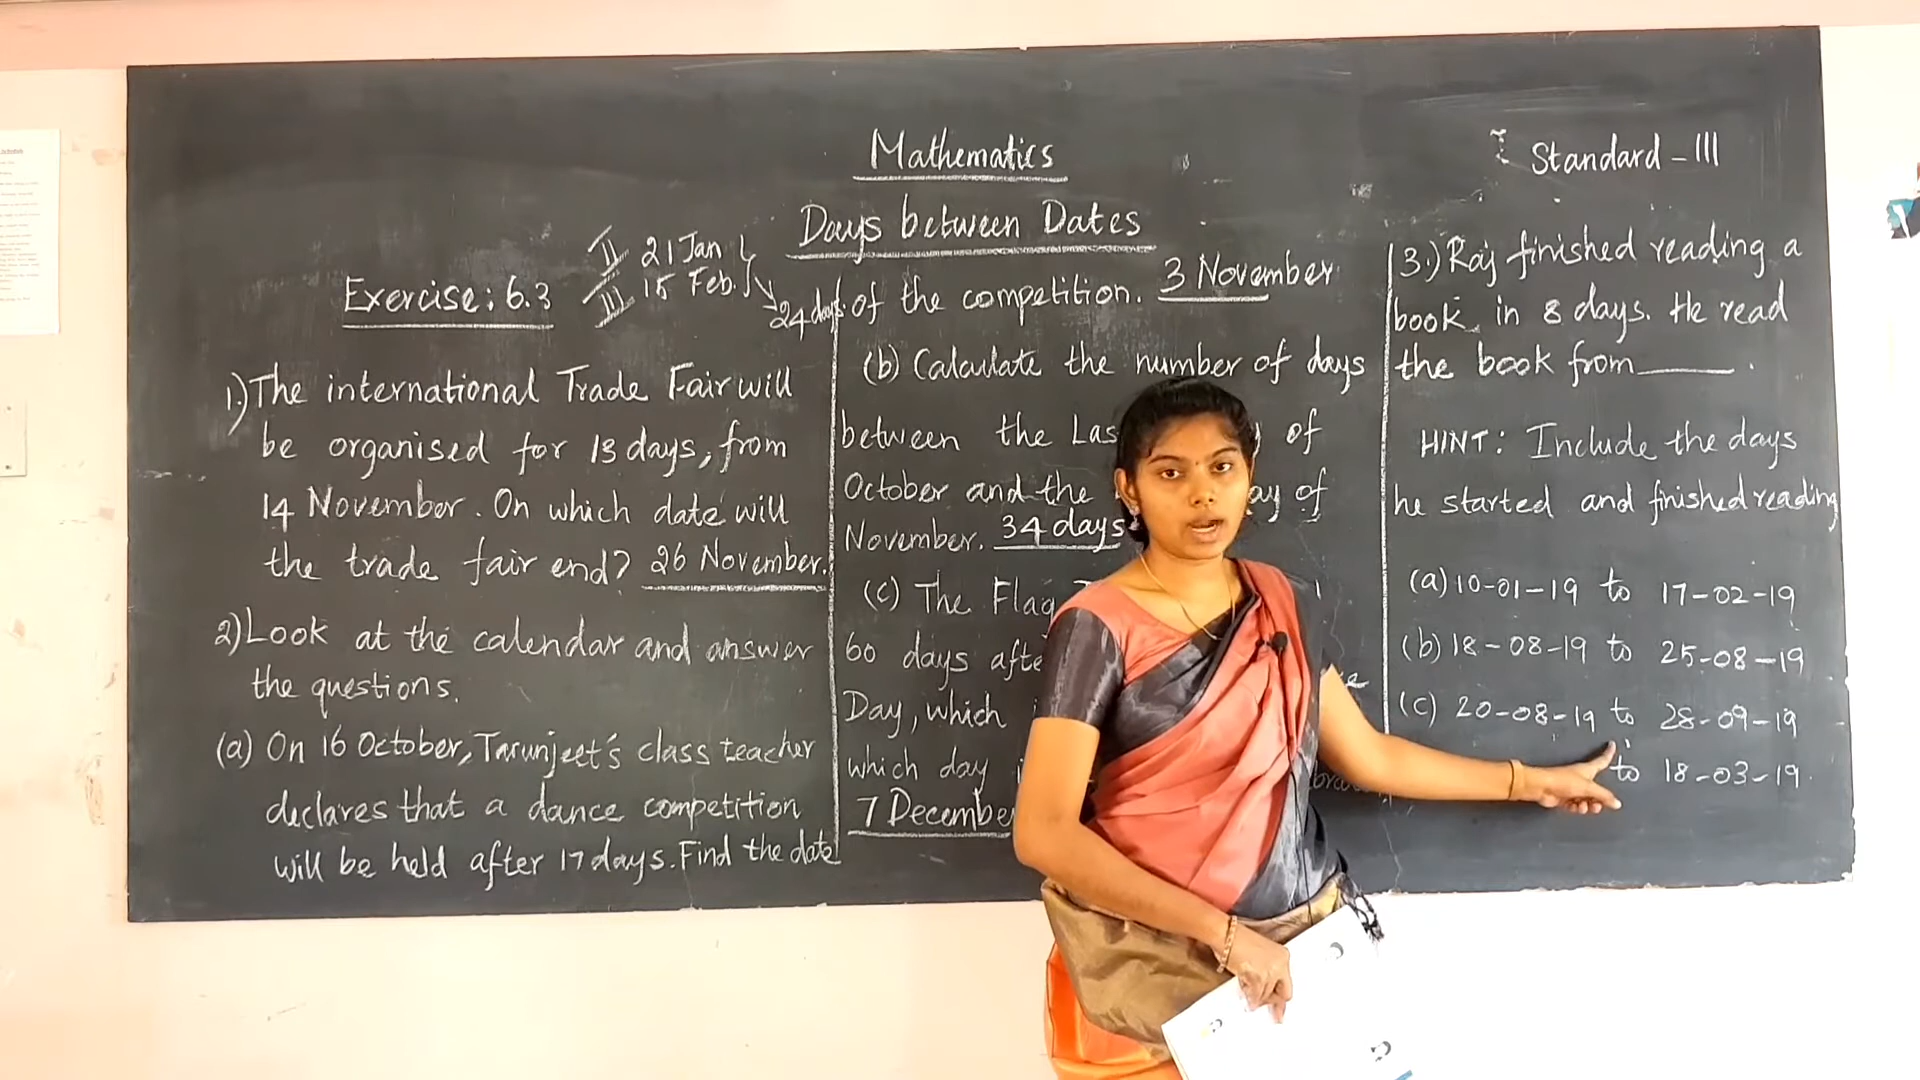 Mathematics
Standard - III
Days between Dates
Exercise: 6.3
II 21 Jan
III 15 Feb.
24 days
1.) The international Trade Fair will
be organised for 13 days, from
14 November. On which date will
the trade fair end? 26 November.
2) Look at the calendar and answer
the questions.
(a) On 16 October, Tarunjeet's class teacher
declares that a dance competition
will be held after 17 days. Find the date
of the competition. 3 November
(b) Calculate the number of days
between the of
October and the of
November. 34 days
(c) The Flag
60 days
Day, which
which day
7 December
3.) Raj finished reading a
book in 8 days. He read
the book from ______.
HINT: Include the days
he started and finished reading
(a) 10-01-19 to 17-02-19
(b) 18-08-19 to 25-08-19
(c) 20-08-19 to 28-09-19
to 18-03-19